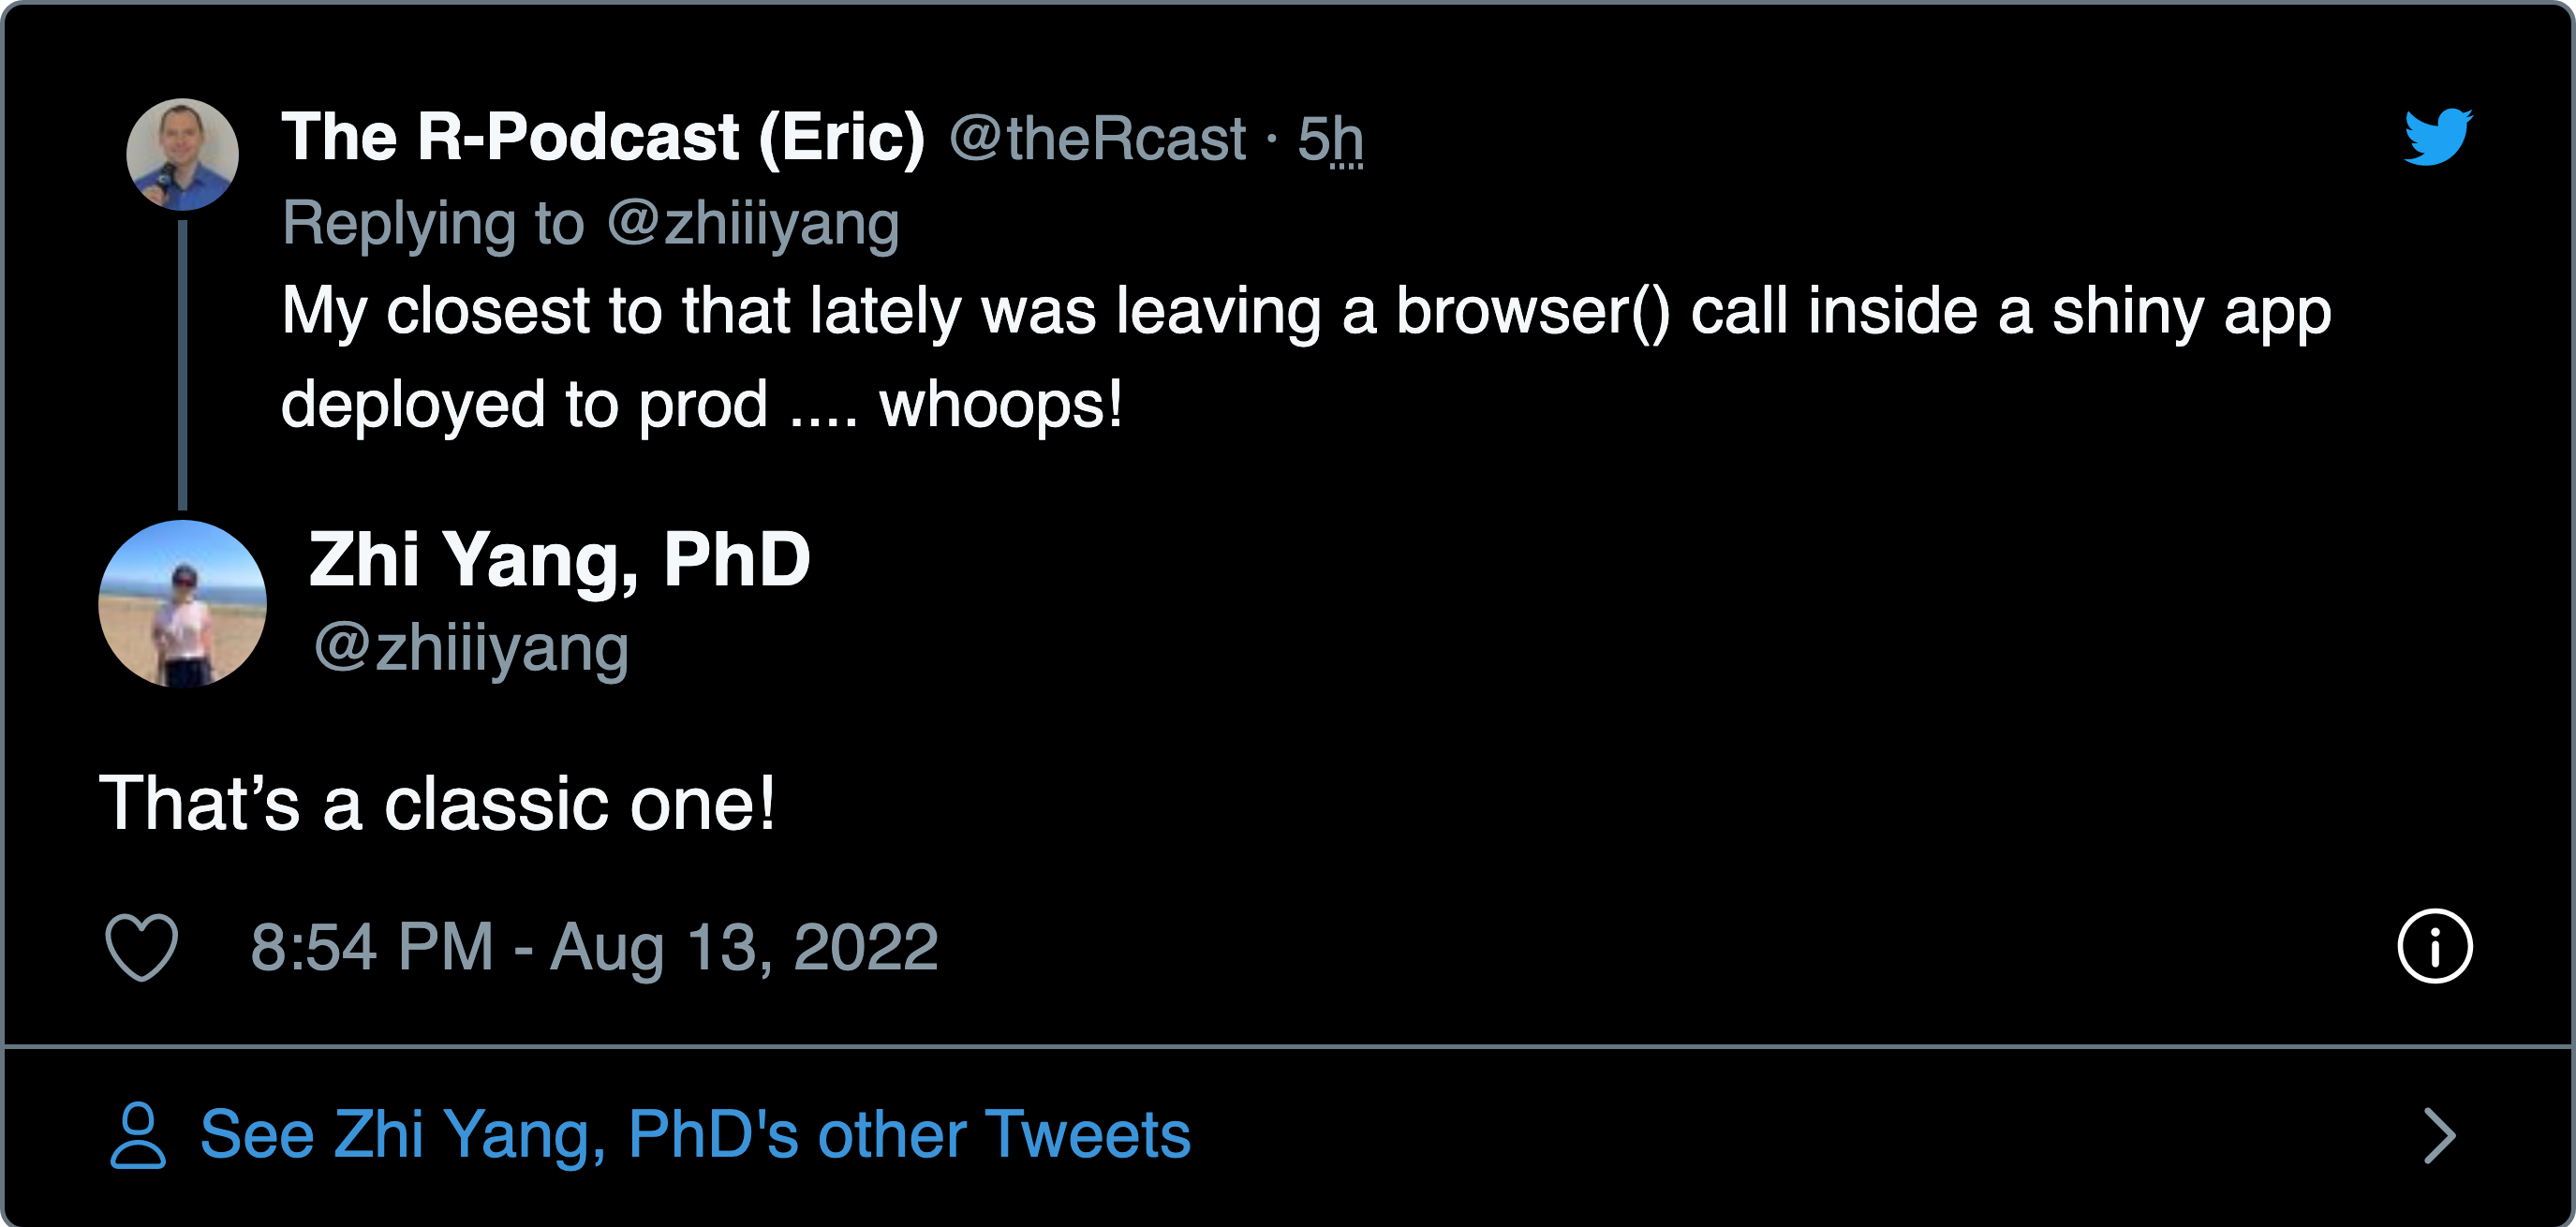 The R-Podcast (Eric) @theRcast · 5h
Replying to @zhiiiyang
My closest to that lately was leaving a browser() call inside a shiny app
deployed to prod .... whoops!
Zhi Yang, PhD
@zhiiiyang
That’s a classic one!
8:54 PM - Aug 13, 2022
See Zhi Yang, PhD's other Tweets